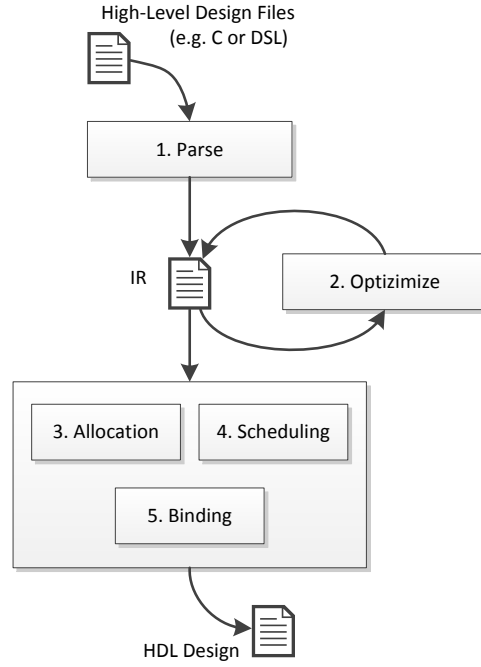 High-Level Design Files
(e.g. C or DSL)
1. Parse
IR
2. Optizimize
3. Allocation
4. Scheduling
5. Binding
HDL Design